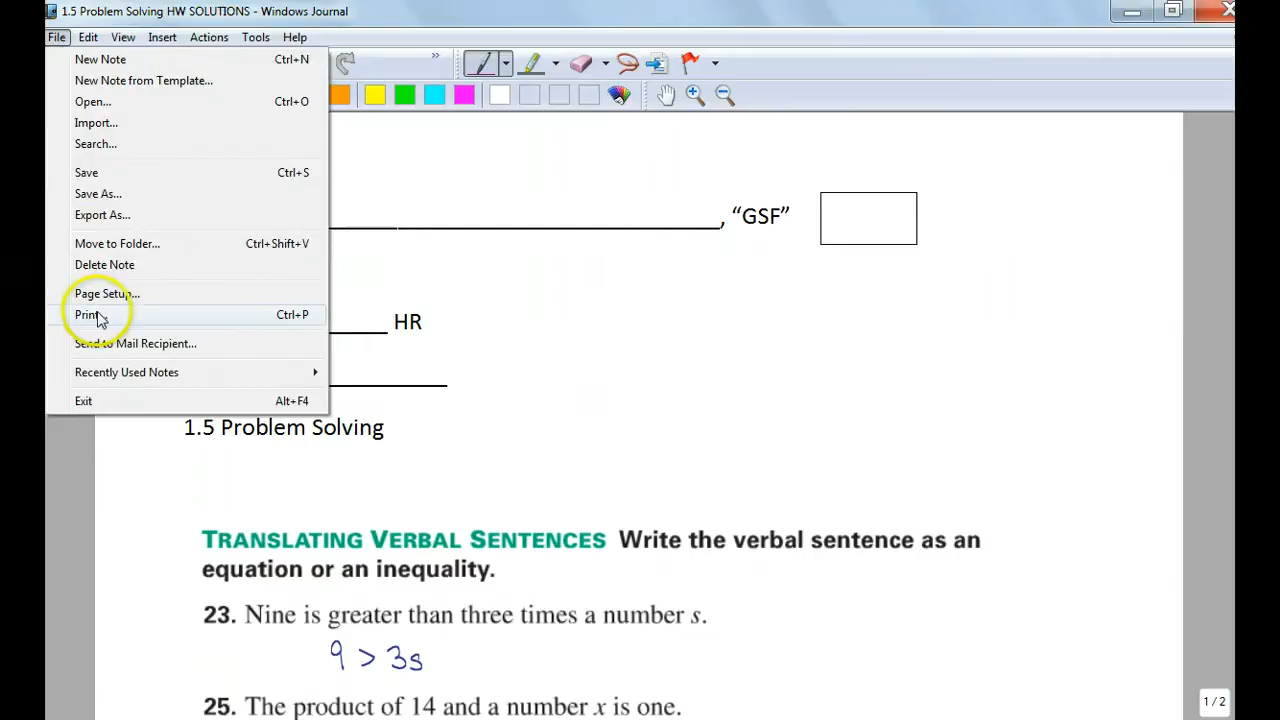 1.5 Problem Solving HW SOLUTIONS - Windows Journal
File Edit View Insert Actions Tools Help
New Note Ctrl+N
New Note from Template...
Open... Ctrl+O
Import...
Search...
Save Ctrl+S
Save As...
Export As...
Move to Folder... Ctrl+Shift+V
Delete Note
Page Setup...
Print Ctrl+P
Send to Mail Recipient...
Recently Used Notes
Exit Alt+F4
, “GSF”
HR
1.5 Problem Solving
TRANSLATING VERBAL SENTENCES Write the verbal sentence as an
equation or an inequality.
23. Nine is greater than three times a number s.
9 > 3s
25. The product of 14 and a number x is one.
1 / 2